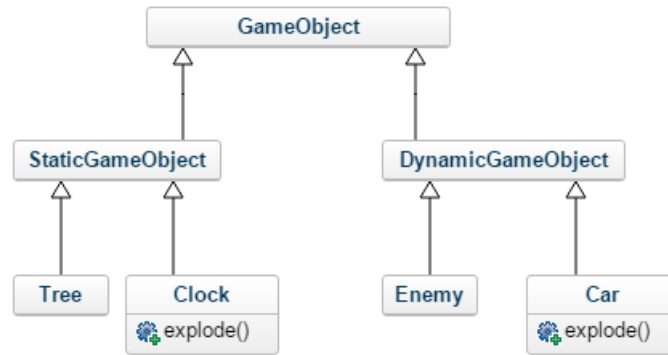 GameObject
StaticGameObject
DynamicGameObject
Tree
Clock
explode()
Enemy
Car
explode()